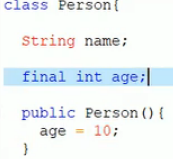 class Person{
String name;
final int age;
public Person(){
age = 10;
}